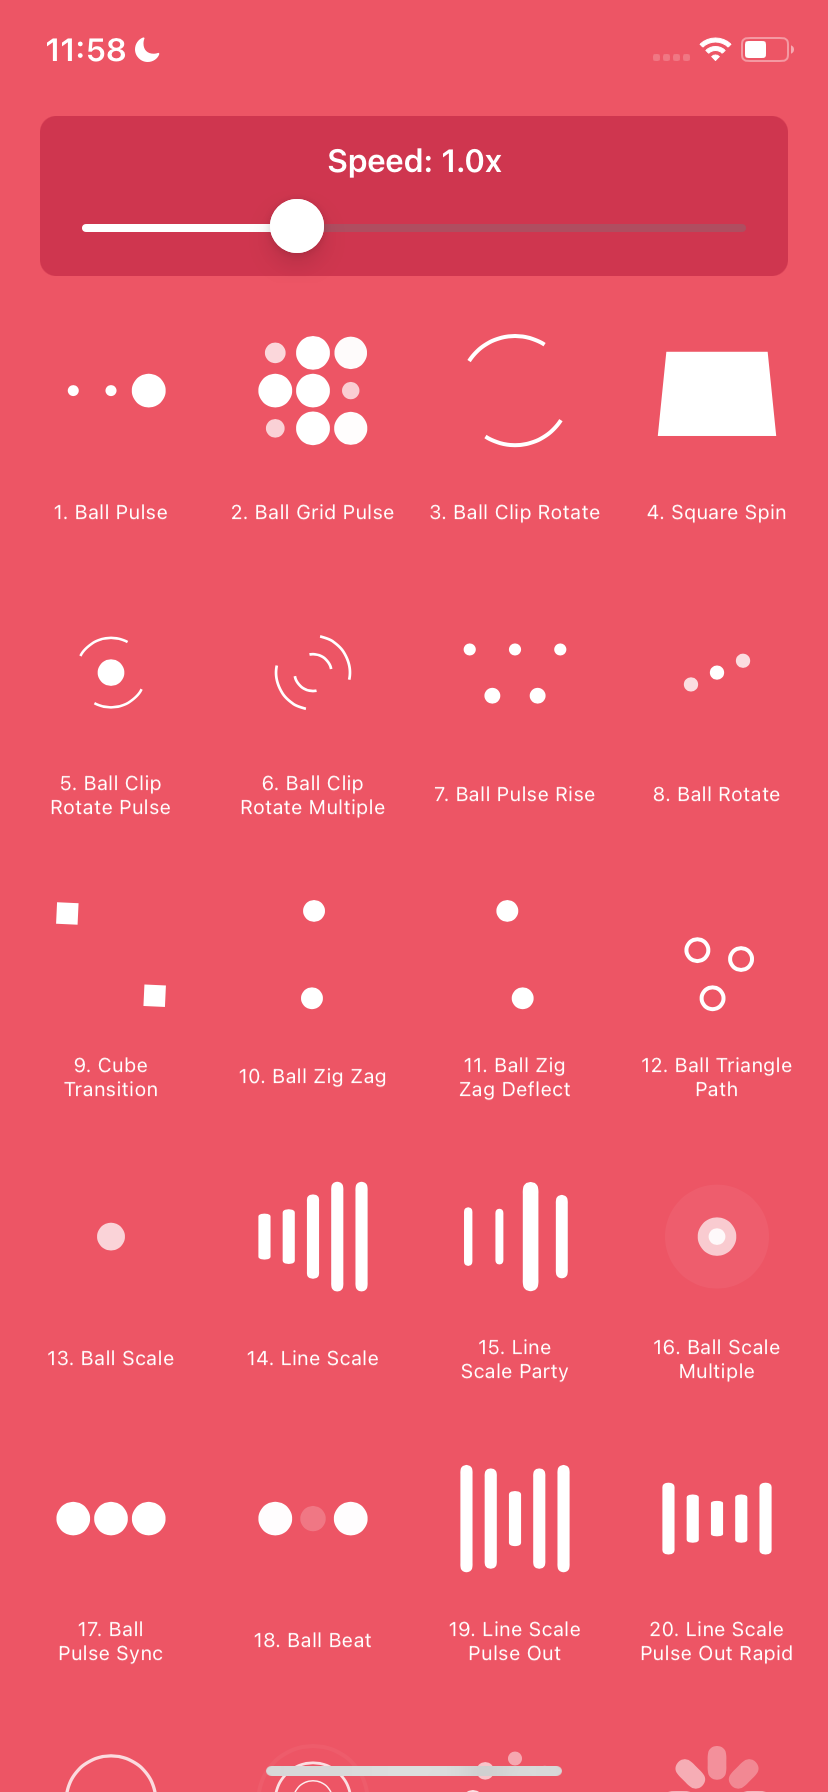 11:58
Speed: 1.0x
1. Ball Pulse
2. Ball Grid Pulse
3. Ball Clip Rotate
4. Square Spin
5. Ball Clip
Rotate Pulse
6. Ball Clip
Rotate Multiple
7. Ball Pulse Rise
8. Ball Rotate
9. Cube
Transition
10. Ball Zig Zag
11. Ball Zig
Zag Deflect
12. Ball Triangle
Path
13. Ball Scale
14. Line Scale
15. Line
Scale Party
16. Ball Scale
Multiple
17. Ball
Pulse Sync
18. Ball Beat
19. Line Scale
Pulse Out
20. Line Scale
Pulse Out Rapid